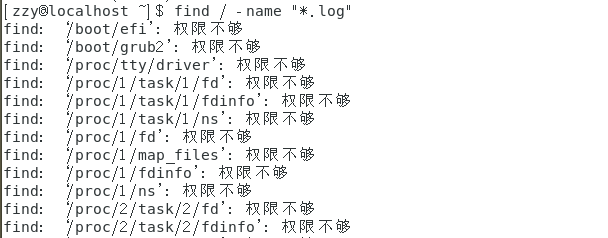 [zzy@localhost ~]$ find / -name "*.log"
find: ‘/boot/efi’: 权限不够
find: ‘/boot/grub2’: 权限不够
find: ‘/proc/tty/driver’: 权限不够
find: ‘/proc/1/task/1/fd’: 权限不够
find: ‘/proc/1/task/1/fdinfo’: 权限不够
find: ‘/proc/1/task/1/ns’: 权限不够
find: ‘/proc/1/fd’: 权限不够
find: ‘/proc/1/map_files’: 权限不够
find: ‘/proc/1/fdinfo’: 权限不够
find: ‘/proc/1/ns’: 权限不够
find: ‘/proc/2/task/2/fd’: 权限不够
find: ‘/proc/2/task/2/fdinfo’: 权限不够